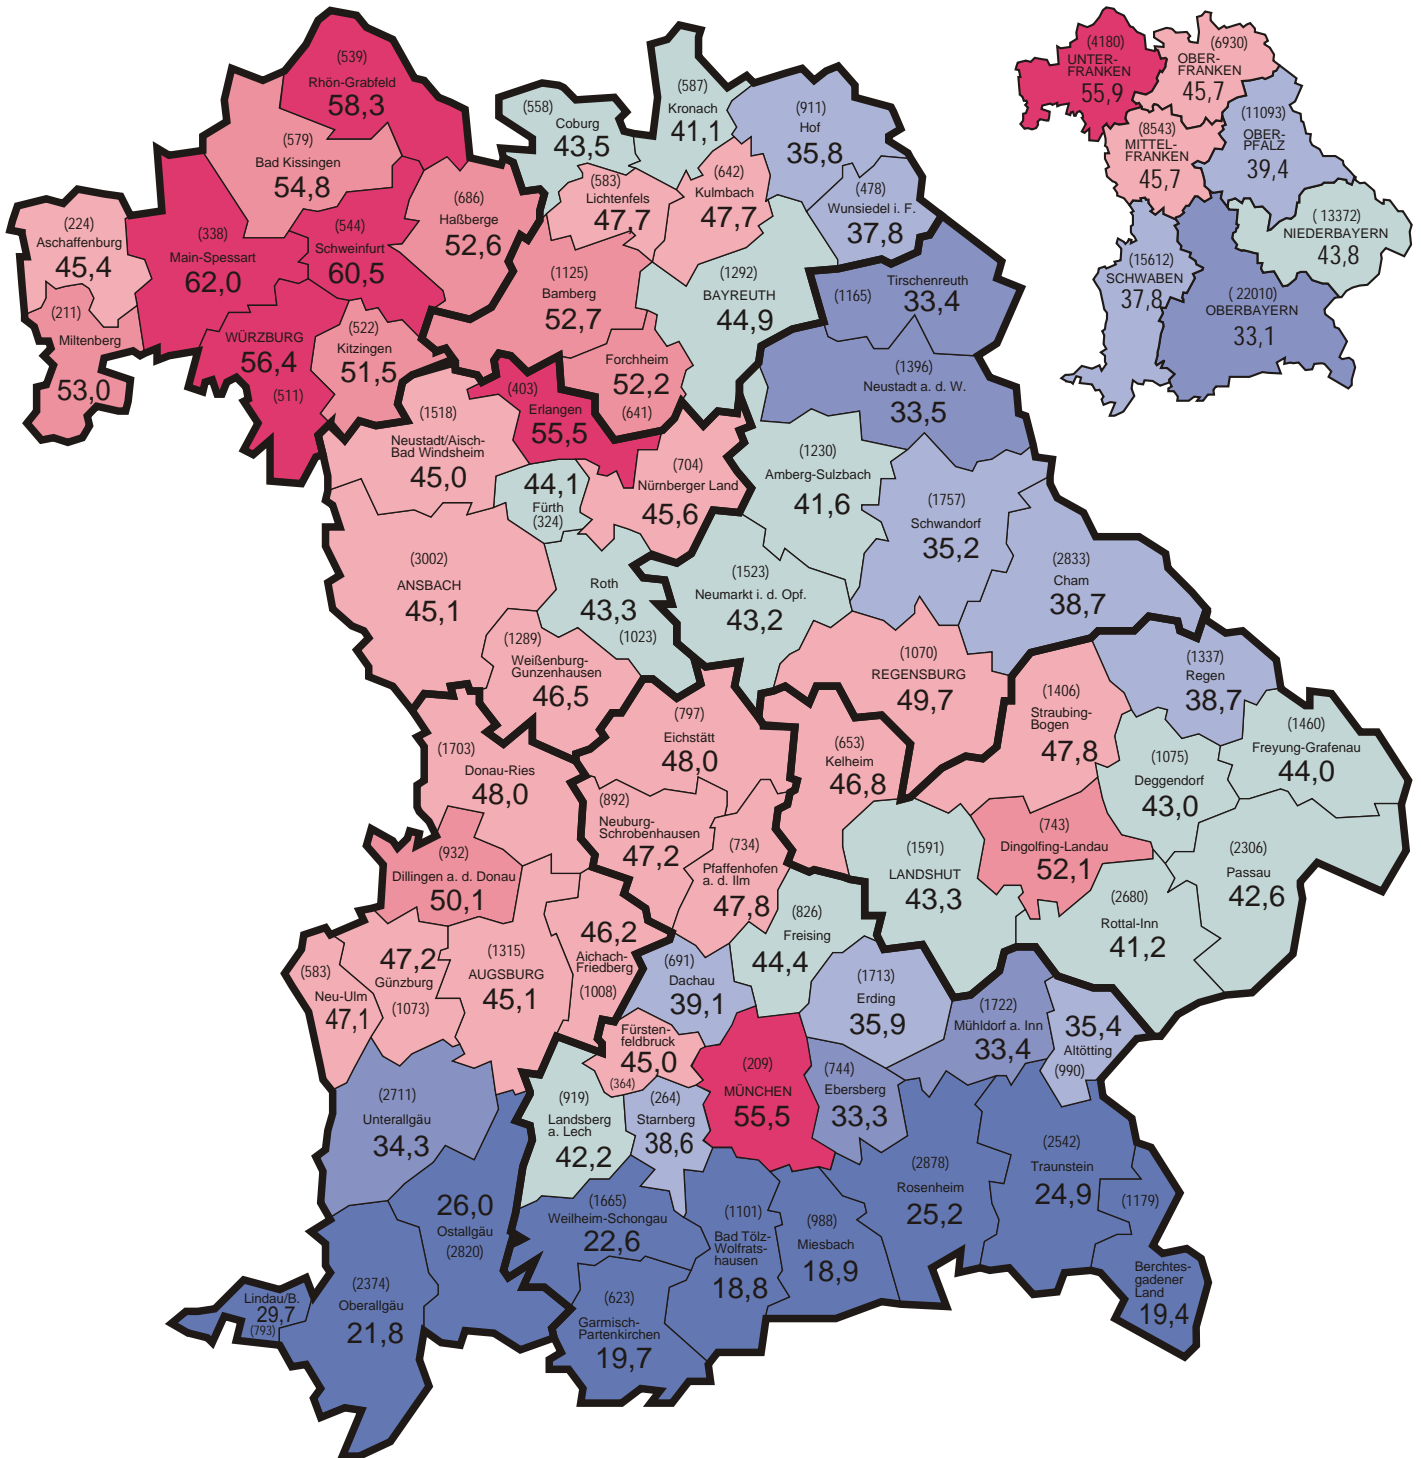 (539)
Rhön-Grabfeld
58,3
(579)
Bad Kissingen
54,8
(686)
Haßberge
52,6
(224)
Aschaffenburg
45,4
(338)
Main-Spessart
62,0
(544)
Schweinfurt
60,5
(211)
Miltenberg
53,0
WÜRZBURG
56,4
(511)
(522)
Kitzingen
51,5
(558)
Coburg
43,5
(587)
Kronach
41,1
(911)
Hof
35,8
(583)
Lichtenfels
47,7
(642)
Kulmbach
47,7
(478)
Wunsiedel i. F.
37,8
(1125)
Bamberg
52,7
(1292)
BAYREUTH
44,9
Forchheim
52,2
(641)
Tirschenreuth
(1165)
33,4
(1396)
Neustadt a. d. W.
33,5
(403)
Erlangen
55,5
(1518)
Neustadt/Aisch-
Bad Windsheim
45,0
44,1
Fürth
(324)
(704)
Nürnberger Land
45,6
(1230)
Amberg-Sulzbach
41,6
(1757)
Schwandorf
35,2
(2833)
Cham
38,7
(3002)
ANSBACH
45,1
Roth
43,3
(1023)
(1523)
Neumarkt i. d. Opf.
43,2
(1289)
Weißenburg-
Gunzenhausen
46,5
(1070)
REGENSBURG
49,7
(1337)
Regen
38,7
(1406)
Straubing-
Bogen
47,8
(1460)
Freyung-Grafenau
44,0
(797)
Eichstätt
48,0
(653)
Kelheim
46,8
(1075)
Deggendorf
43,0
(1703)
Donau-Ries
48,0
(892)
Neuburg-
Schrobenhausen
47,2
(734)
Pfaffenhofen
a. d. Ilm
47,8
(1591)
LANDSHUT
43,3
(743)
Dingolfing-Landau
52,1
(2306)
Passau
42,6
(2680)
Rottal-Inn
41,2
(932)
Dillingen a. d. Donau
50,1
(583)
Neu-Ulm
47,1
47,2
Günzburg
(1073)
(1315)
AUGSBURG
45,1
46,2
Aichach-
Friedberg
(1008)
(691)
Dachau
39,1
(826)
Freising
44,4
(1713)
Erding
35,9
(1722)
Mühldorf a. Inn
33,4
35,4
Altötting
(990)
Fürsten-
feldbruck
45,0
(364)
(209)
MÜNCHEN
55,5
(744)
Ebersberg
33,3
(2711)
Unterallgäu
34,3
(919)
Landsberg
a. Lech
42,2
(264)
Starnberg
38,6
(2878)
Rosenheim
25,2
(2542)
Traunstein
24,9
(1179)
Berchtes-
gadener
Land
19,4
26,0
Ostallgäu
(2820)
(1665)
Weilheim-Schongau
22,6
(1101)
Bad Tölz-
Wolfrats-
hausen
18,8
(988)
Miesbach
18,9
Lindau/B.
29,7
(793)
(2374)
Oberallgäu
21,8
(623)
Garmisch-
Partenkirchen
19,7
(4180)
UNTER-
FRANKEN
55,9
(6930)
OBER-
FRANKEN
45,7
(8543)
MITTEL-
FRANKEN
45,7
(11093)
OBER-
PFALZ
39,4
( 13372)
NIEDERBAYERN
43,8
(15612)
SCHWABEN
37,8
( 22010)
OBERBAYERN
33,1